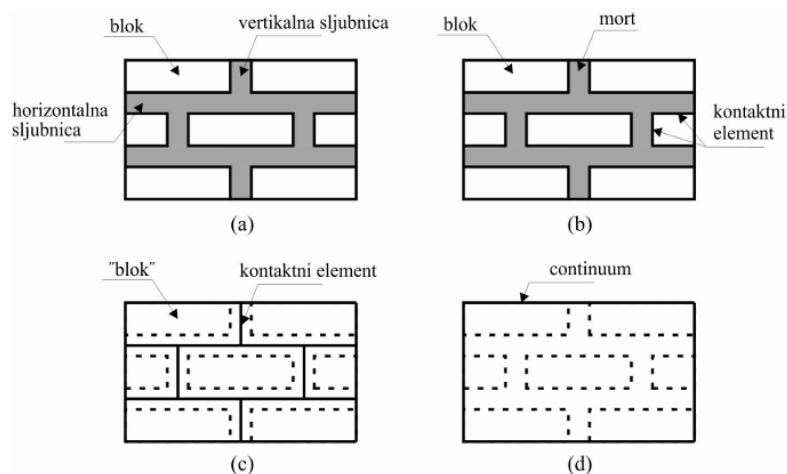 blok
vertikalna sljubnica
horizontalna
sljubnica
(a)
blok
mort
kontaktni
element
(b)
"blok"
kontaktni element
(c)
continuum
(d)